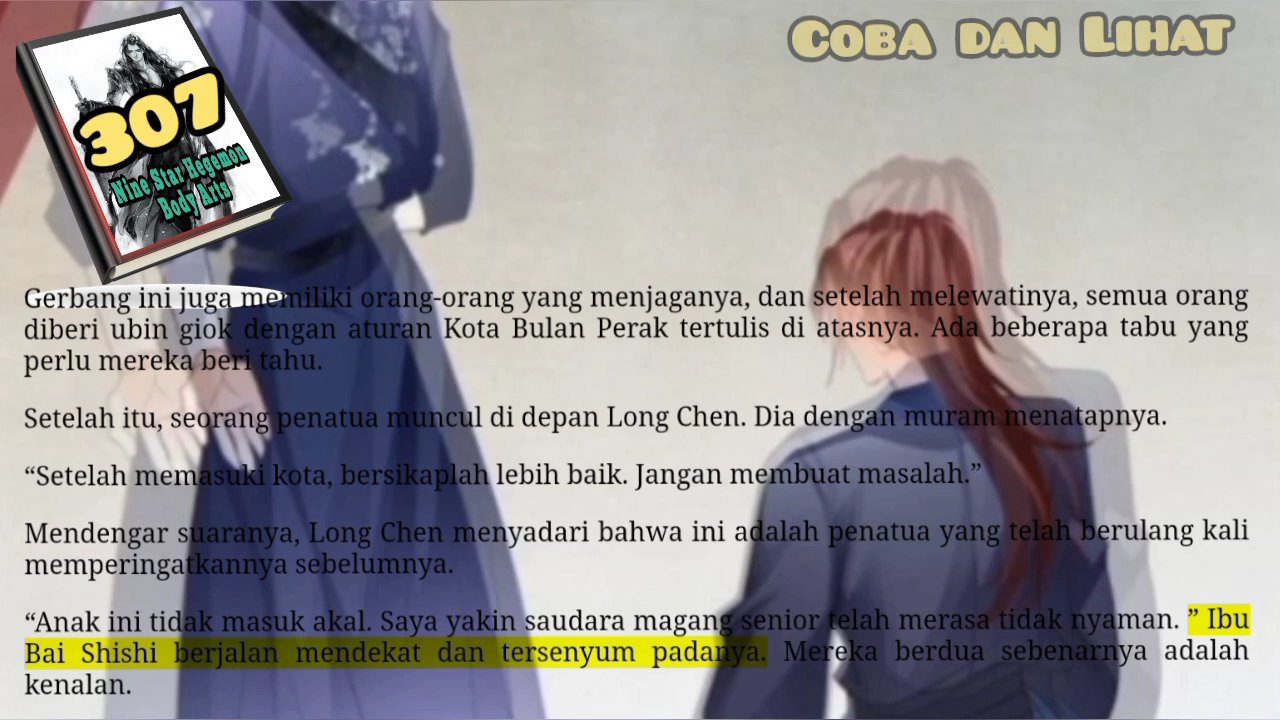 Coba dan Lihat
307
Nine Star Hegemon
Body Arts
Gerbang ini juga memiliki orang-orang yang menjaganya, dan setelah melewatinya, semua orang
diberi ubin giok dengan aturan Kota Bulan Perak tertulis di atasnya. Ada beberapa tabu yang
perlu mereka beri tahu.
Setelah itu, seorang penatua muncul di depan Long Chen. Dia dengan muram menatapnya.
“Setelah memasuki kota, bersikaplah lebih baik. Jangan membuat masalah.”
Mendengar suaranya, Long Chen menyadari bahwa ini adalah penatua yang telah berulang kali
memperingatkannya sebelumnya.
“Anak ini tidak masuk akal. Saya yakin saudara magang senior telah merasa tidak nyaman. ” Ibu
Bai Shishi berjalan mendekat dan tersenyum padanya. Mereka berdua sebenarnya adalah
kenalan.